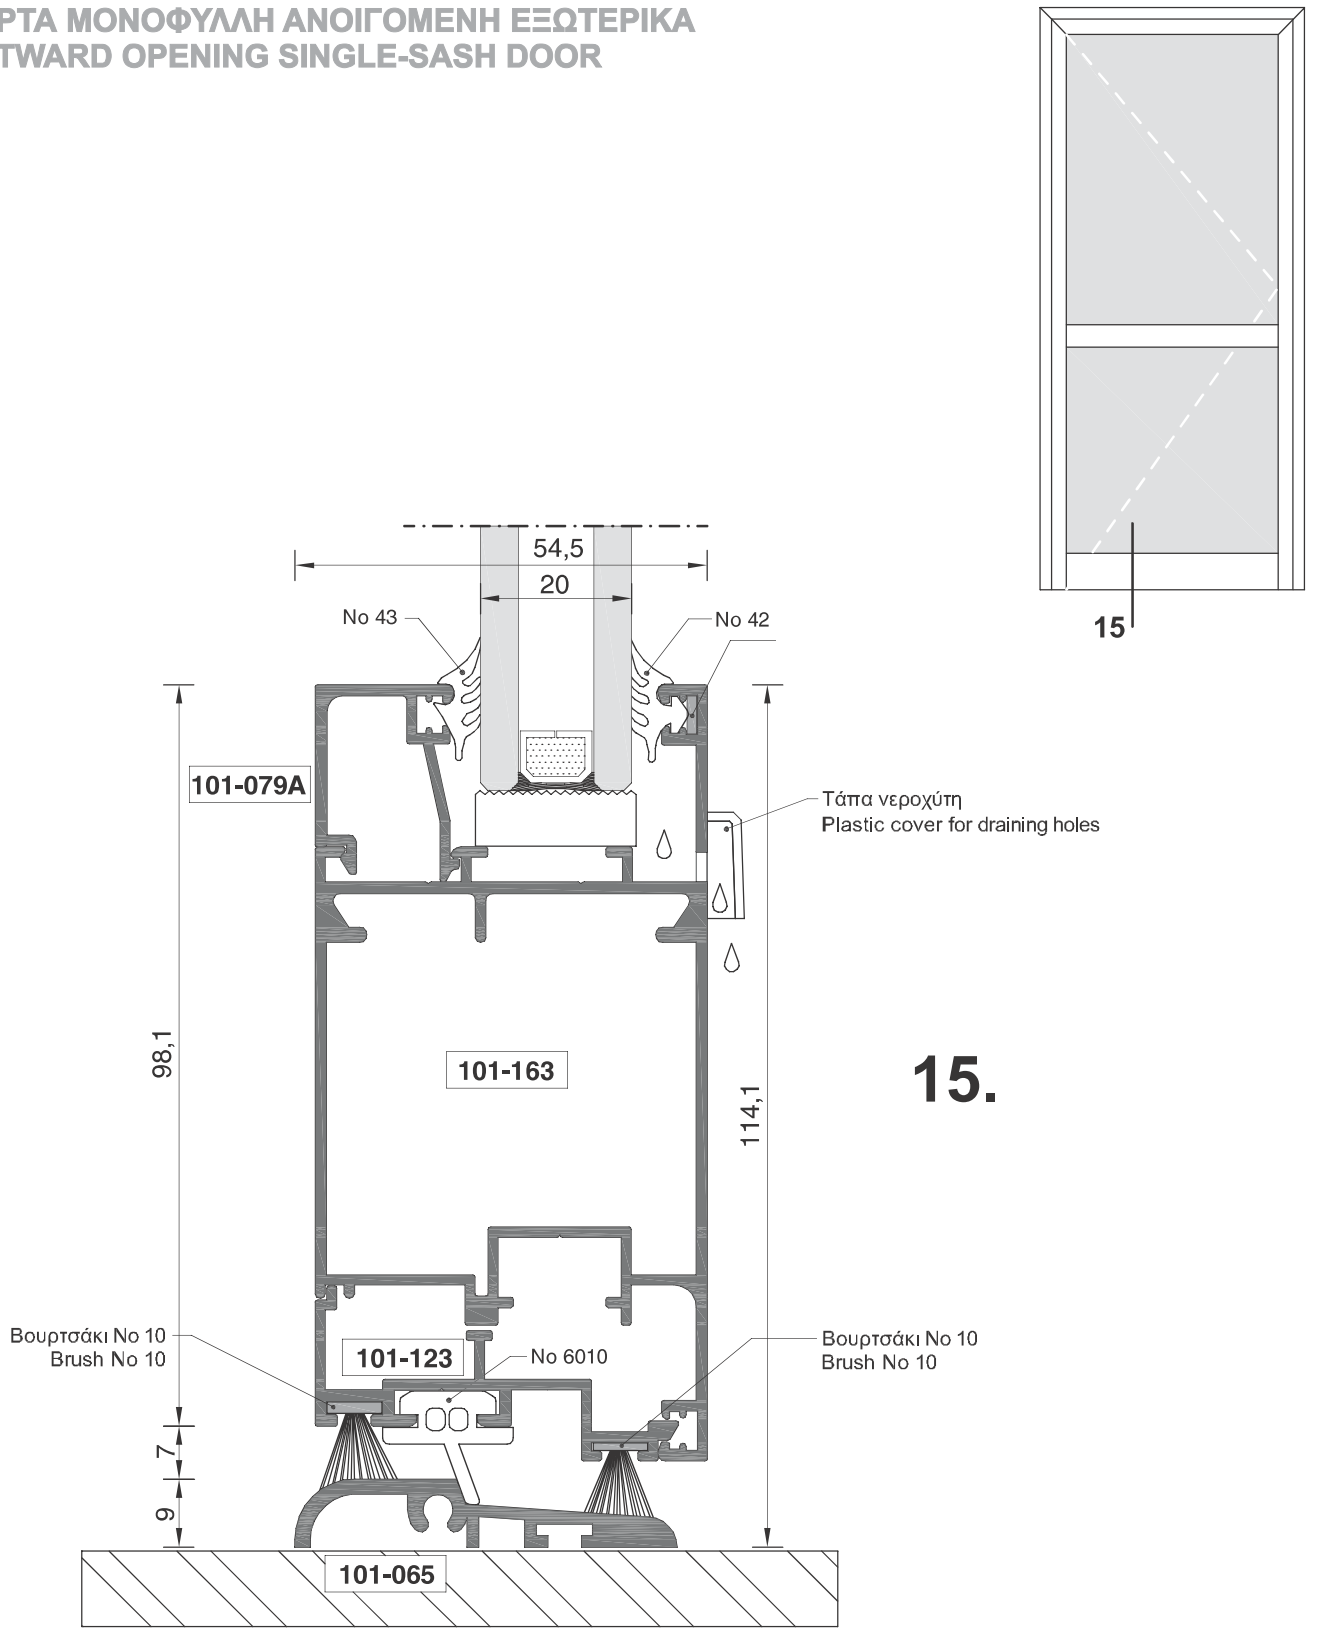 ΡΤΑ ΜΟΝΟΦΥΛΛΗ ΑΝΟΙΓΟΜΕΝΗ ΕΞΩΤΕΡΙΚΑ
TWARD OPENING SINGLE-SASH DOOR
15
54,5
20
No 43
No 42
101-079A
Τάπα νεροχύτη
Plastic cover for draining holes
98,1
101-163
114,1
15.
Βουρτσάκι No 10
Brush No 10
101-123
No 6010
Βουρτσάκι No 10
Brush No 10
7
9
101-065